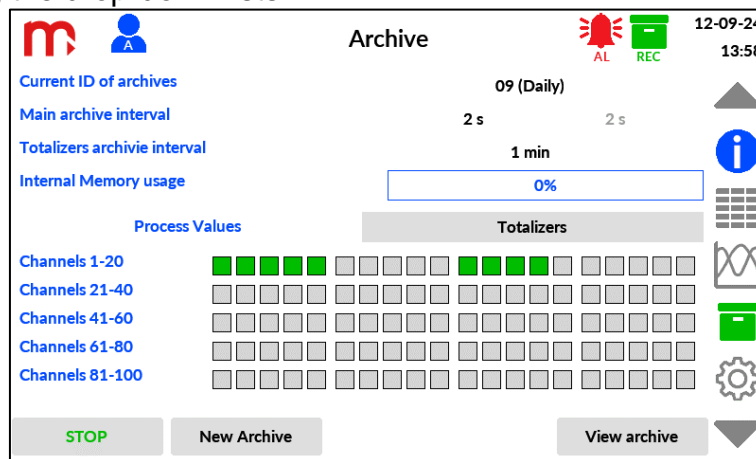 A
Archive
AL
REC
12-09-24
13:58
Current ID of archives
09 (Daily)
Main archive interval
2 s
2 s
Totalizers archivie interval
1 min
Internal Memory usage
0%
Process Values
Totalizers
Channels 1-20
Channels 21-40
Channels 41-60
Channels 61-80
Channels 81-100
STOP
New Archive
View archive